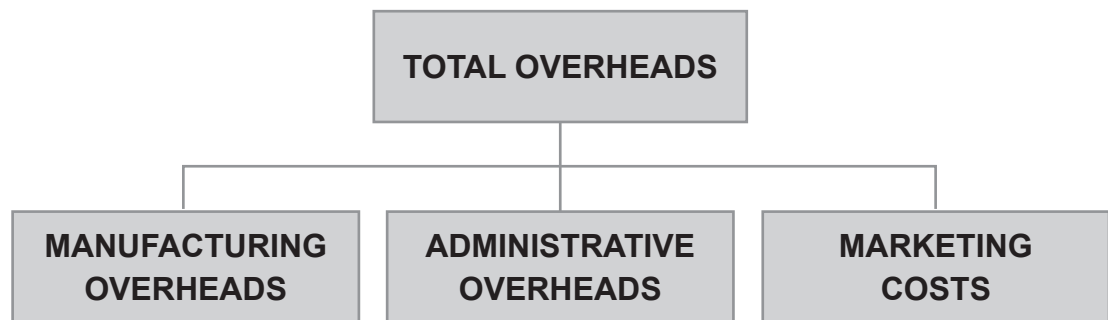 TOTAL OVERHEADS
MANUFACTURING
OVERHEADS
ADMINISTRATIVE
OVERHEADS
MARKETING
COSTS